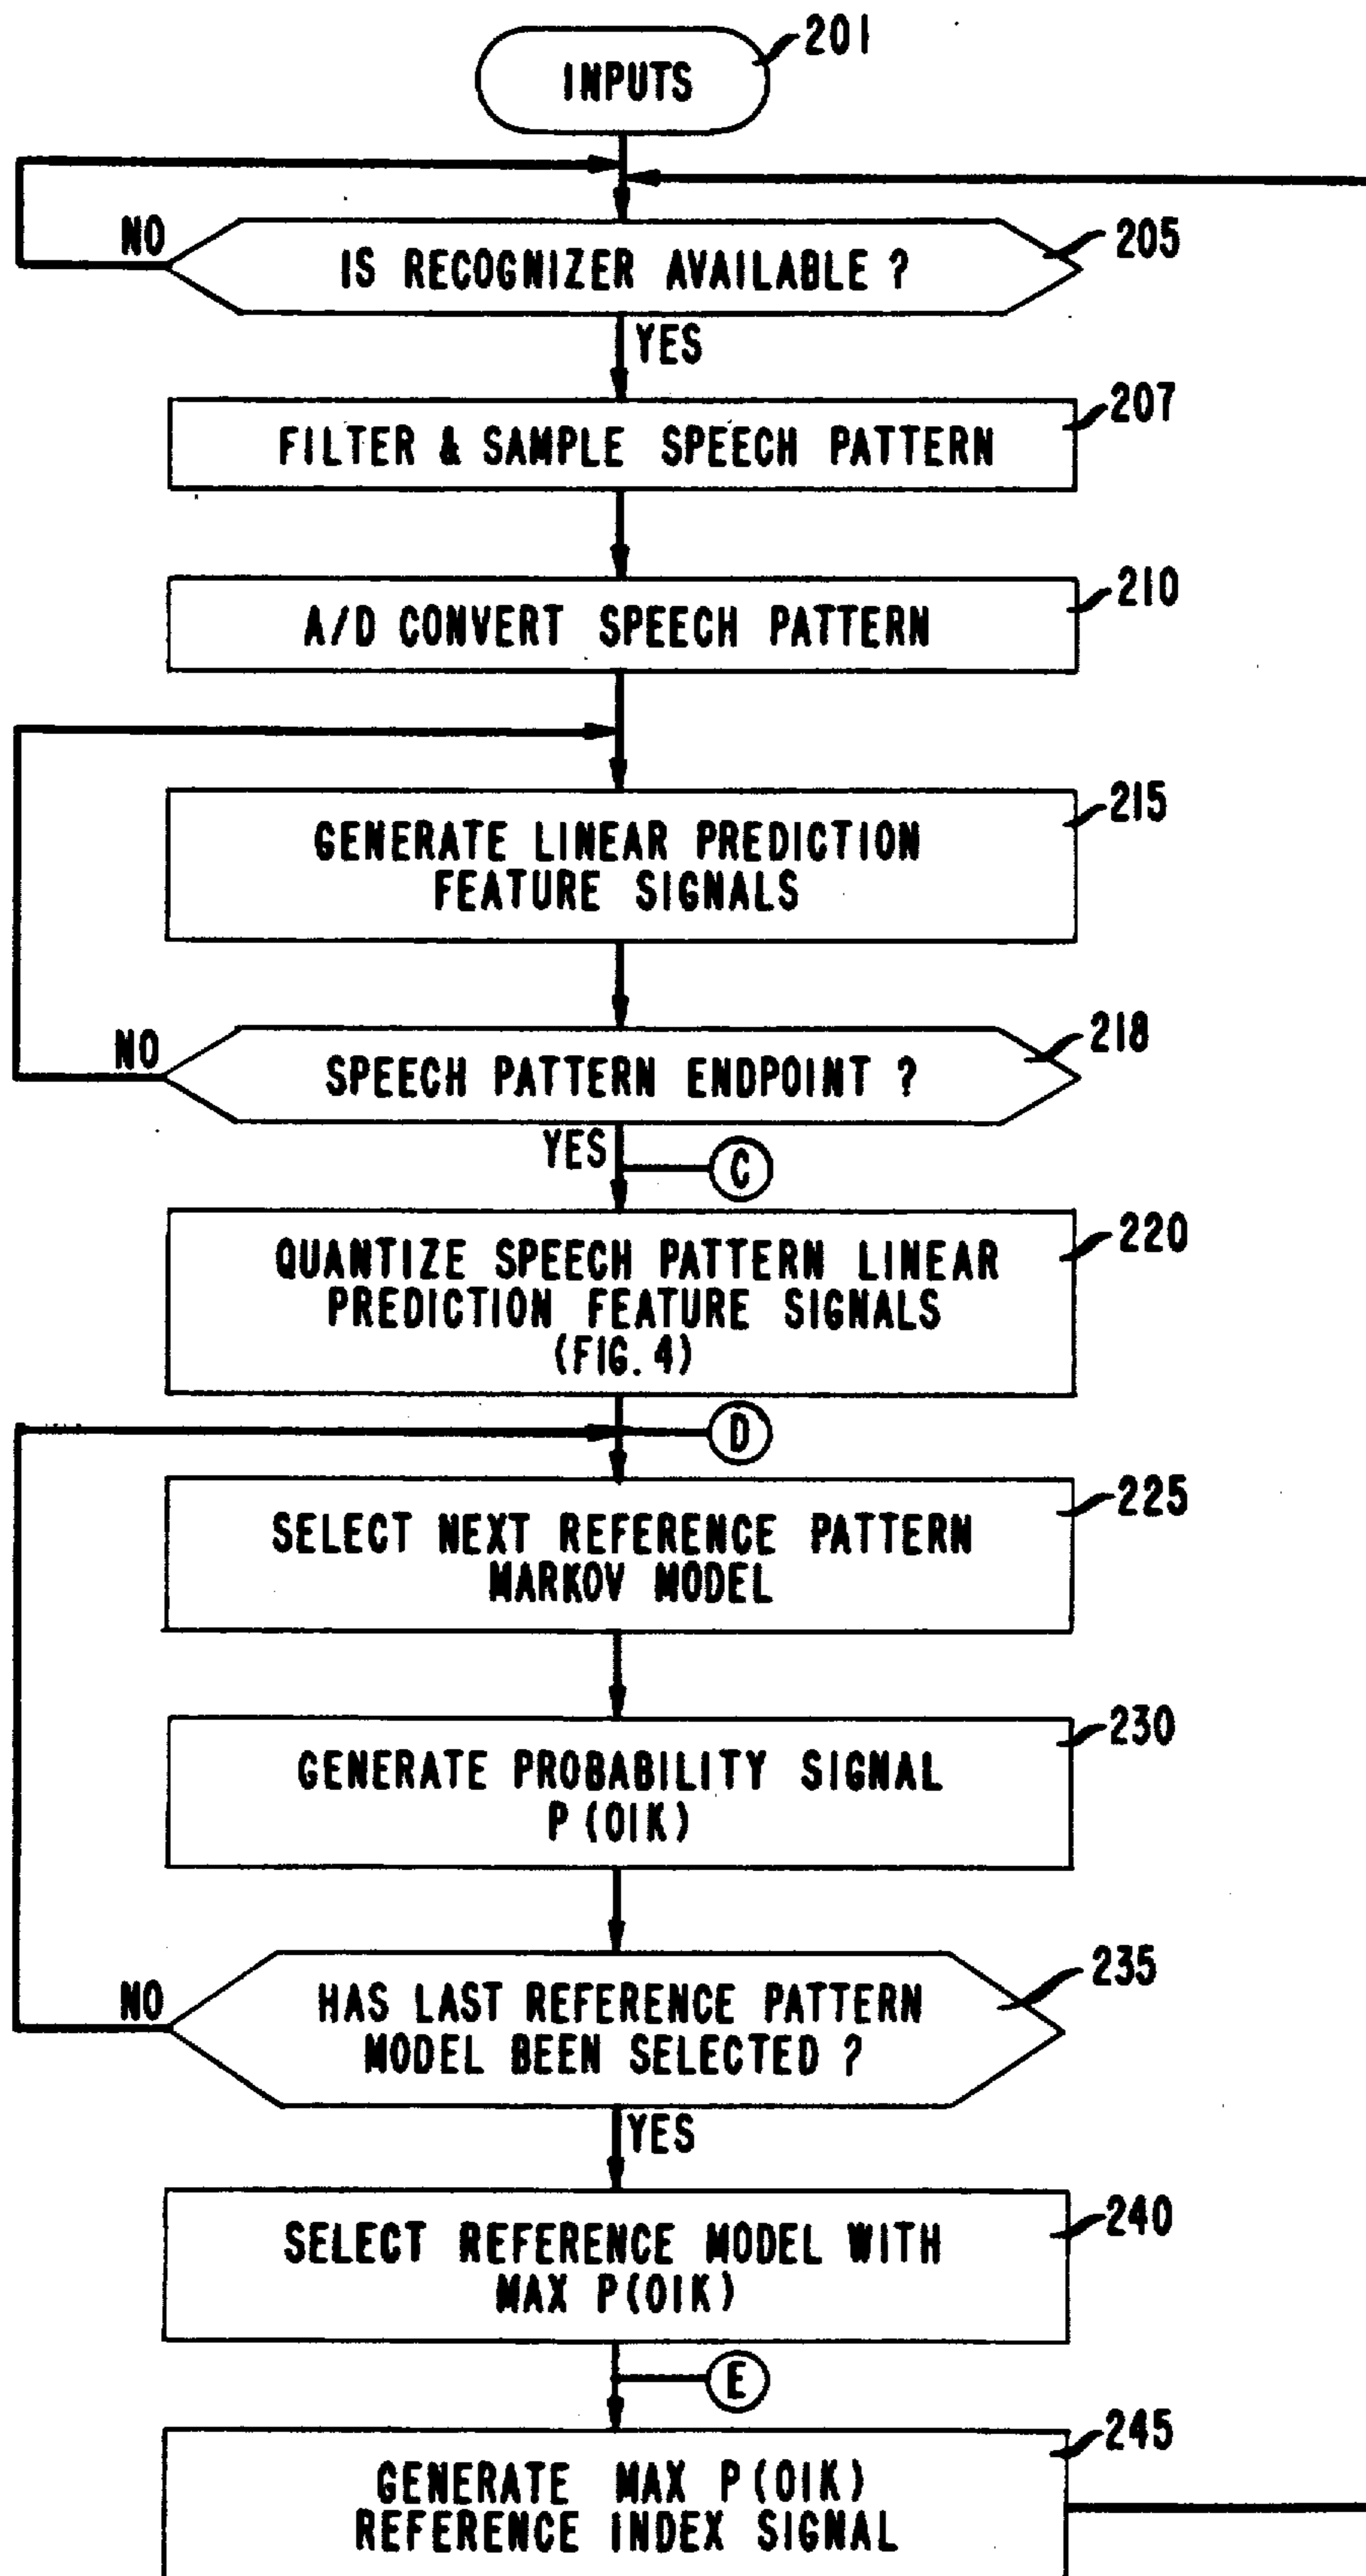 201
INPUTS
NO
IS RECOGNIZER AVAILABLE ?
205
YES
207
FILTER & SAMPLE SPEECH PATTERN
210
A/D CONVERT SPEECH PATTERN
215
GENERATE LINEAR PREDICTION
FEATURE SIGNALS
218
NO
SPEECH PATTERN ENDPOINT ?
YES
C
220
QUANTIZE SPEECH PATTERN LINEAR
PREDICTION FEATURE SIGNALS
(FIG. 4)
D
225
SELECT NEXT REFERENCE PATTERN
MARKOV MODEL
230
GENERATE PROBABILITY SIGNAL
P(O|K)
235
NO
HAS LAST REFERENCE PATTERN
MODEL BEEN SELECTED ?
YES
240
SELECT REFERENCE MODEL WITH
MAX P(O|K)
E
245
GENERATE MAX P(O|K)
REFERENCE INDEX SIGNAL